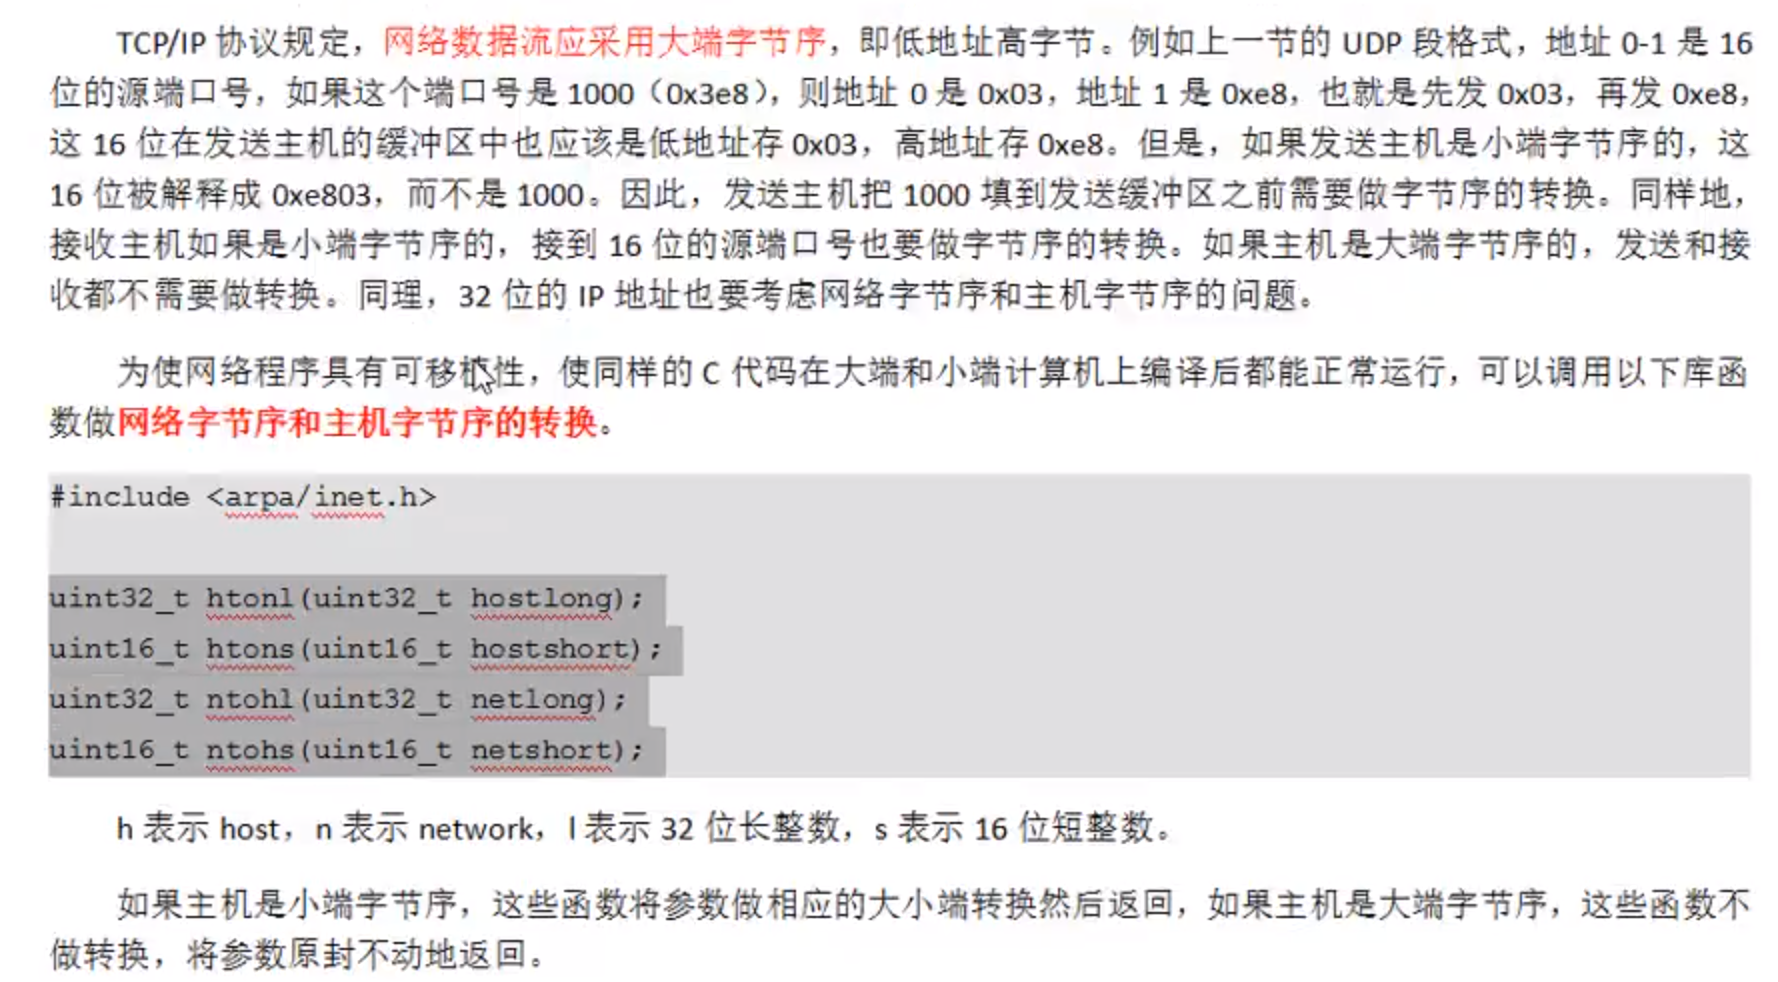 TCP/IP 协议规定，网络数据流应采用大端字节序，即低地址高字节。例如上一节的 UDP 段格式，地址 0-1 是 16
位的源端口号，如果这个端口号是 1000（0x3e8），则地址 0 是 0x03，地址 1 是 0xe8，也就是先发 0x03，再发 0xe8，
这 16 位在发送主机的缓冲区中也应该是低地址存 0x03，高地址存 0xe8。但是，如果发送主机是小端字节序的，这
16 位被解释成 0xe803，而不是 1000。因此，发送主机把 1000 填到发送缓冲区之前需要做字节序的转换。同样地，
接收主机如果是小端字节序的，接到 16 位的源端口号也要做字节序的转换。如果主机是大端字节序的，发送和接
收都不需要做转换。同理，32 位的 IP 地址也要考虑网络字节序和主机字节序的问题。
为使网络程序具有可移植性，使同样的 C 代码在大端和小端计算机上编译后都能正常运行，可以调用以下库函
数做网络字节序和主机字节序的转换。
#include <arpa/inet.h>
uint32_t htonl(uint32_t hostlong);
uint16_t htons(uint16_t hostshort);
uint32_t ntohl(uint32_t netlong);
uint16_t ntohs(uint16_t netshort);
h 表示 host，n 表示 network，l 表示 32 位长整数，s 表示 16 位短整数。
如果主机是小端字节序，这些函数将参数做相应的大小端转换然后返回，如果主机是大端字节序，这些函数不
做转换，将参数原封不动地返回。